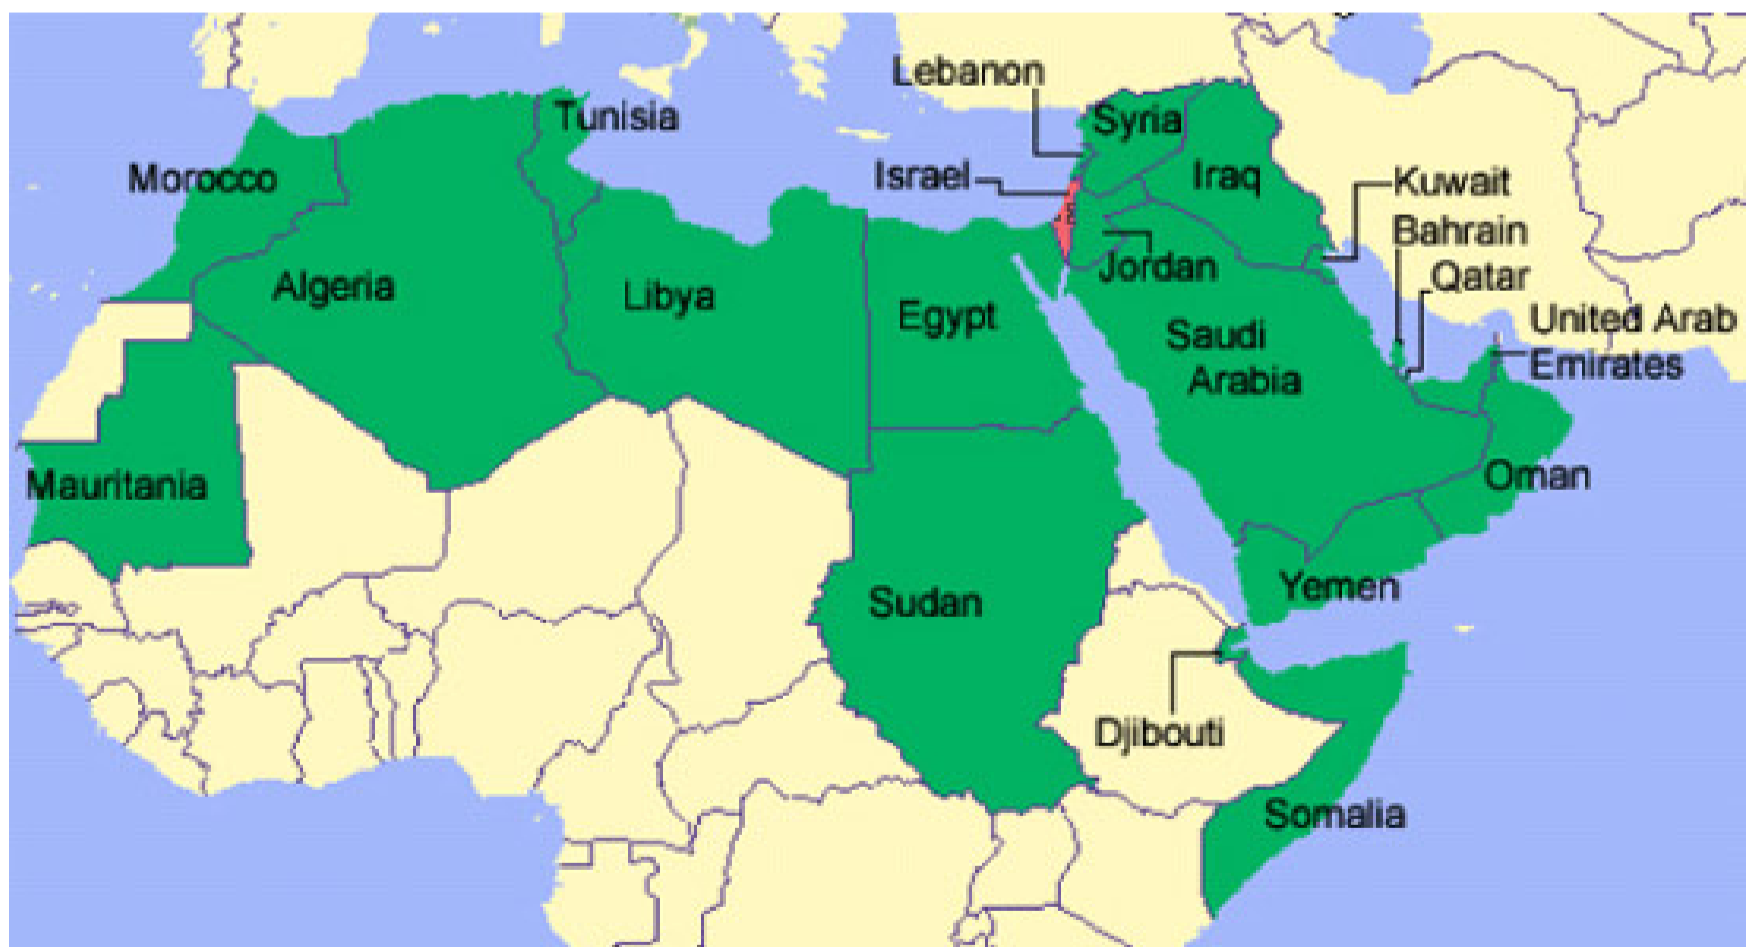 Lebanon
Tunisia
Syria
Morocco
Israel
Iraq
Kuwait
Bahrain
Jordan
Qatar
Algeria
Libya
Egypt
Saudi
Arabia
United Arab
Emirates
Mauritania
Oman
Sudan
Yemen
Djibouti
Somalia